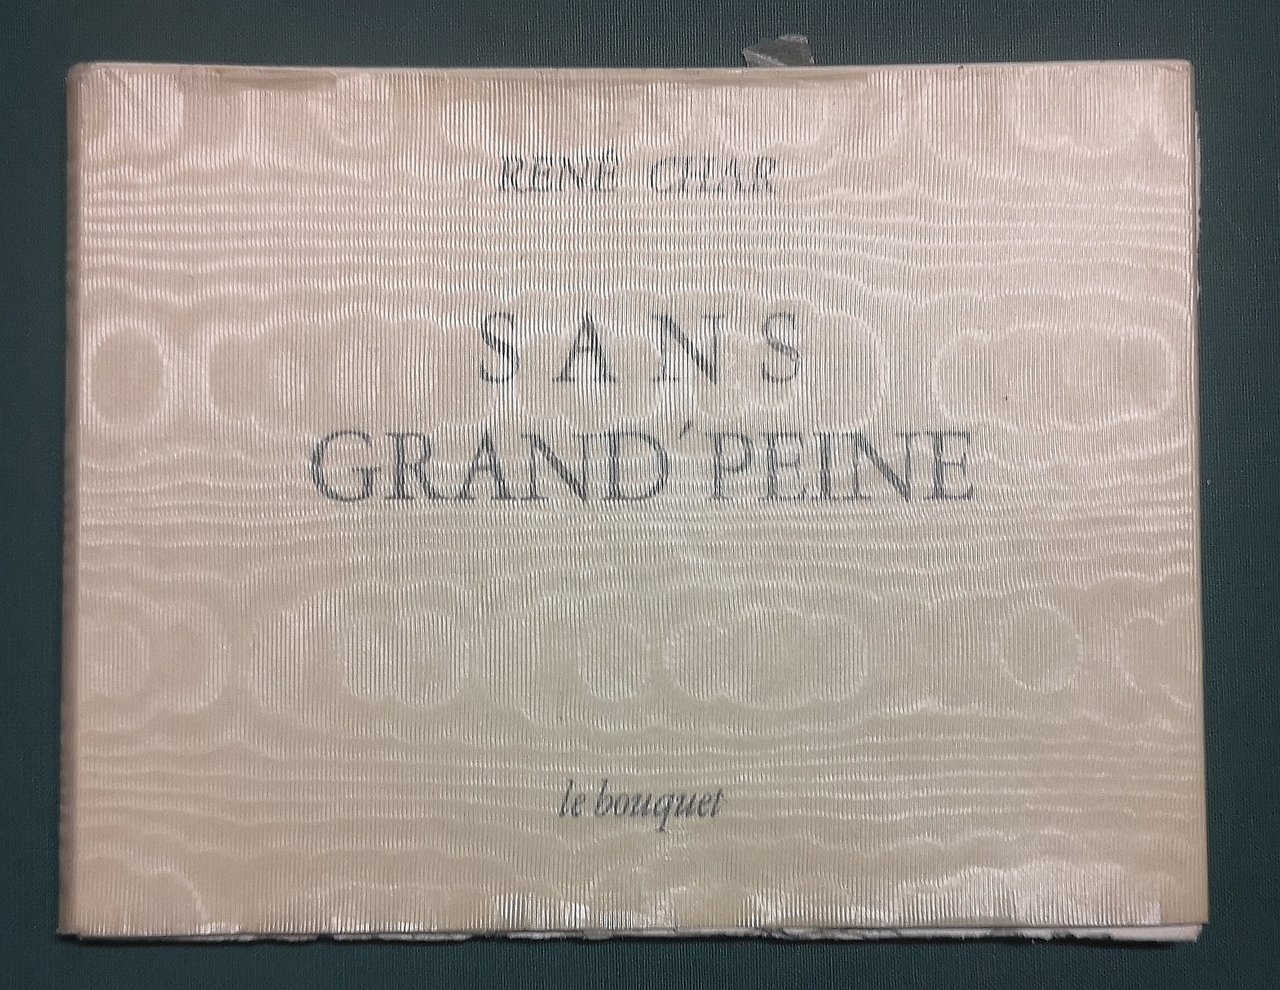 RENÉ CHAR
SANS
GRAND'PEINE
le bouquet